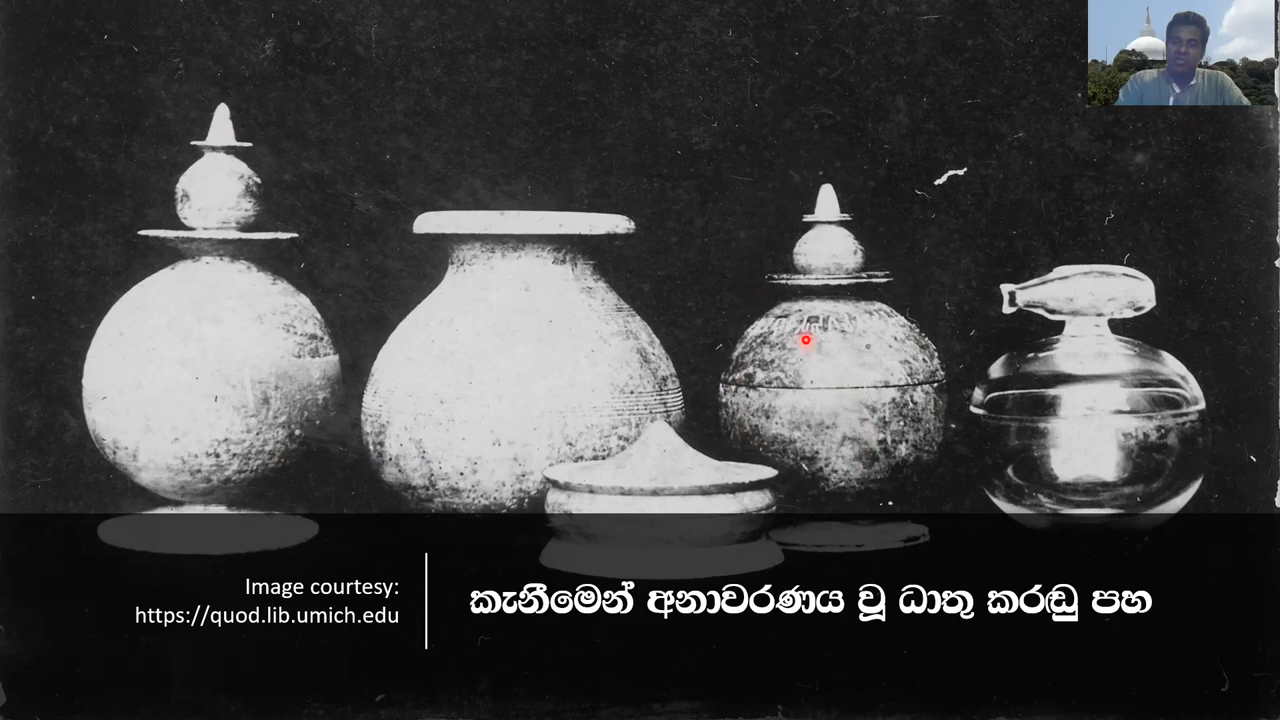 Image courtesy:
https://quod.lib.umich.edu
කැනීමෙන් අනාවරණය වූ ධාතු කරඬු පහ